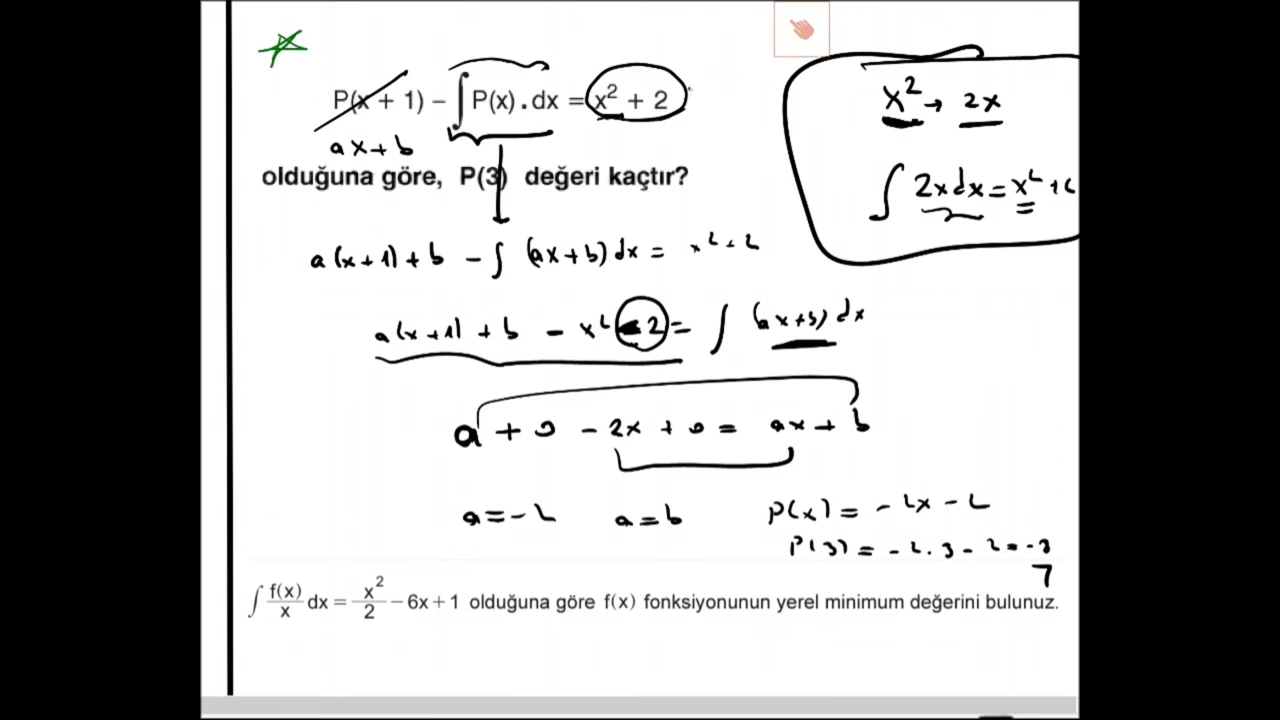 P(x + 1) – ∫ P(x) . dx = x² + 2
x² → 2x
ax + b
olduğuna göre, P(3) değeri kaçtır?
∫ 2x dx = x² + c
a(x+1) + b - ∫ (ax+b) dx = x² + 2
a(x+1) + b - x² - 2 = ∫ (ax+b) dx
a + 0 - 2x + 0 = ax + b
a = -2 a = b P(x) = -2x - 2
P(3) = -2.3 - 2 = -8
∫ f(x)/x dx = x²/2 – 6x + 1 olduğuna göre f(x) fonksiyonunun yerel minimum değerini bulunuz.